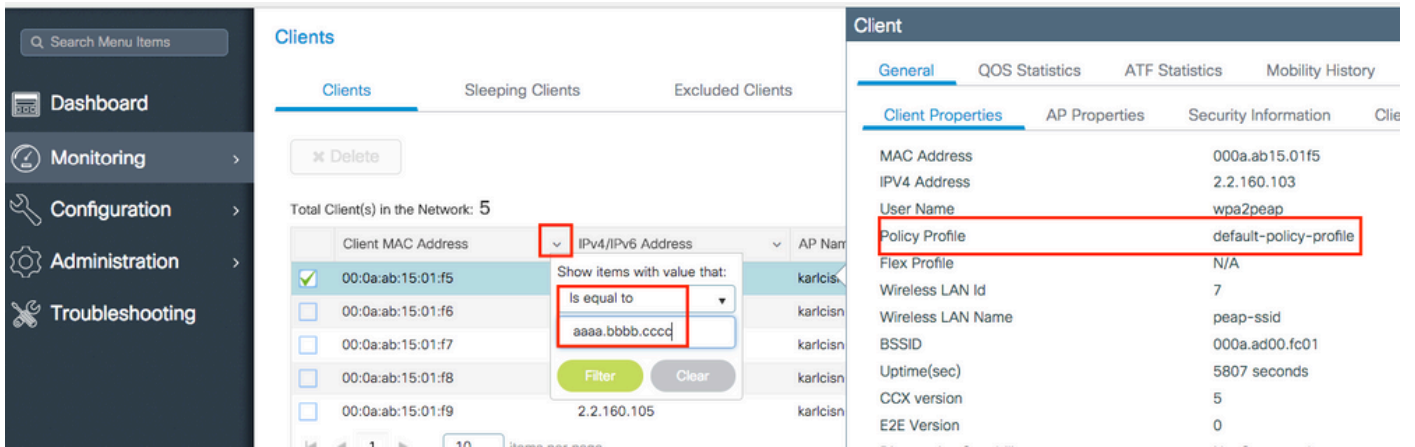 Search Menu Items
Dashboard
Monitoring
Configuration
Administration
Troubleshooting
Clients
Clients Sleeping Clients Excluded Clients
Delete
Total Client(s) in the Network: 5
Client MAC Address IPv4/IPv6 Address AP Nam
00:0a:ab:15:01:f5 karlcis
00:0a:ab:15:01:f6 karlcisn
00:0a:ab:15:01:f7 karlcisn
00:0a:ab:15:01:f8 karlcisn
00:0a:ab:15:01:f9 2.2.160.105 karlcisn
Show items with value that:
Is equal to
aaaa.bbbb.cccc
Filter Clear
1 10 items per page
Client
General QOS Statistics ATF Statistics Mobility History
Client Properties AP Properties Security Information Clie
MAC Address 000a.ab15.01f5
IPV4 Address 2.2.160.103
User Name wpa2peap
Policy Profile default-policy-profile
Flex Profile N/A
Wireless LAN Id 7
Wireless LAN Name peap-ssid
BSSID 000a.ad00.fc01
Uptime(sec) 5807 seconds
CCX version 5
E2E Version 0